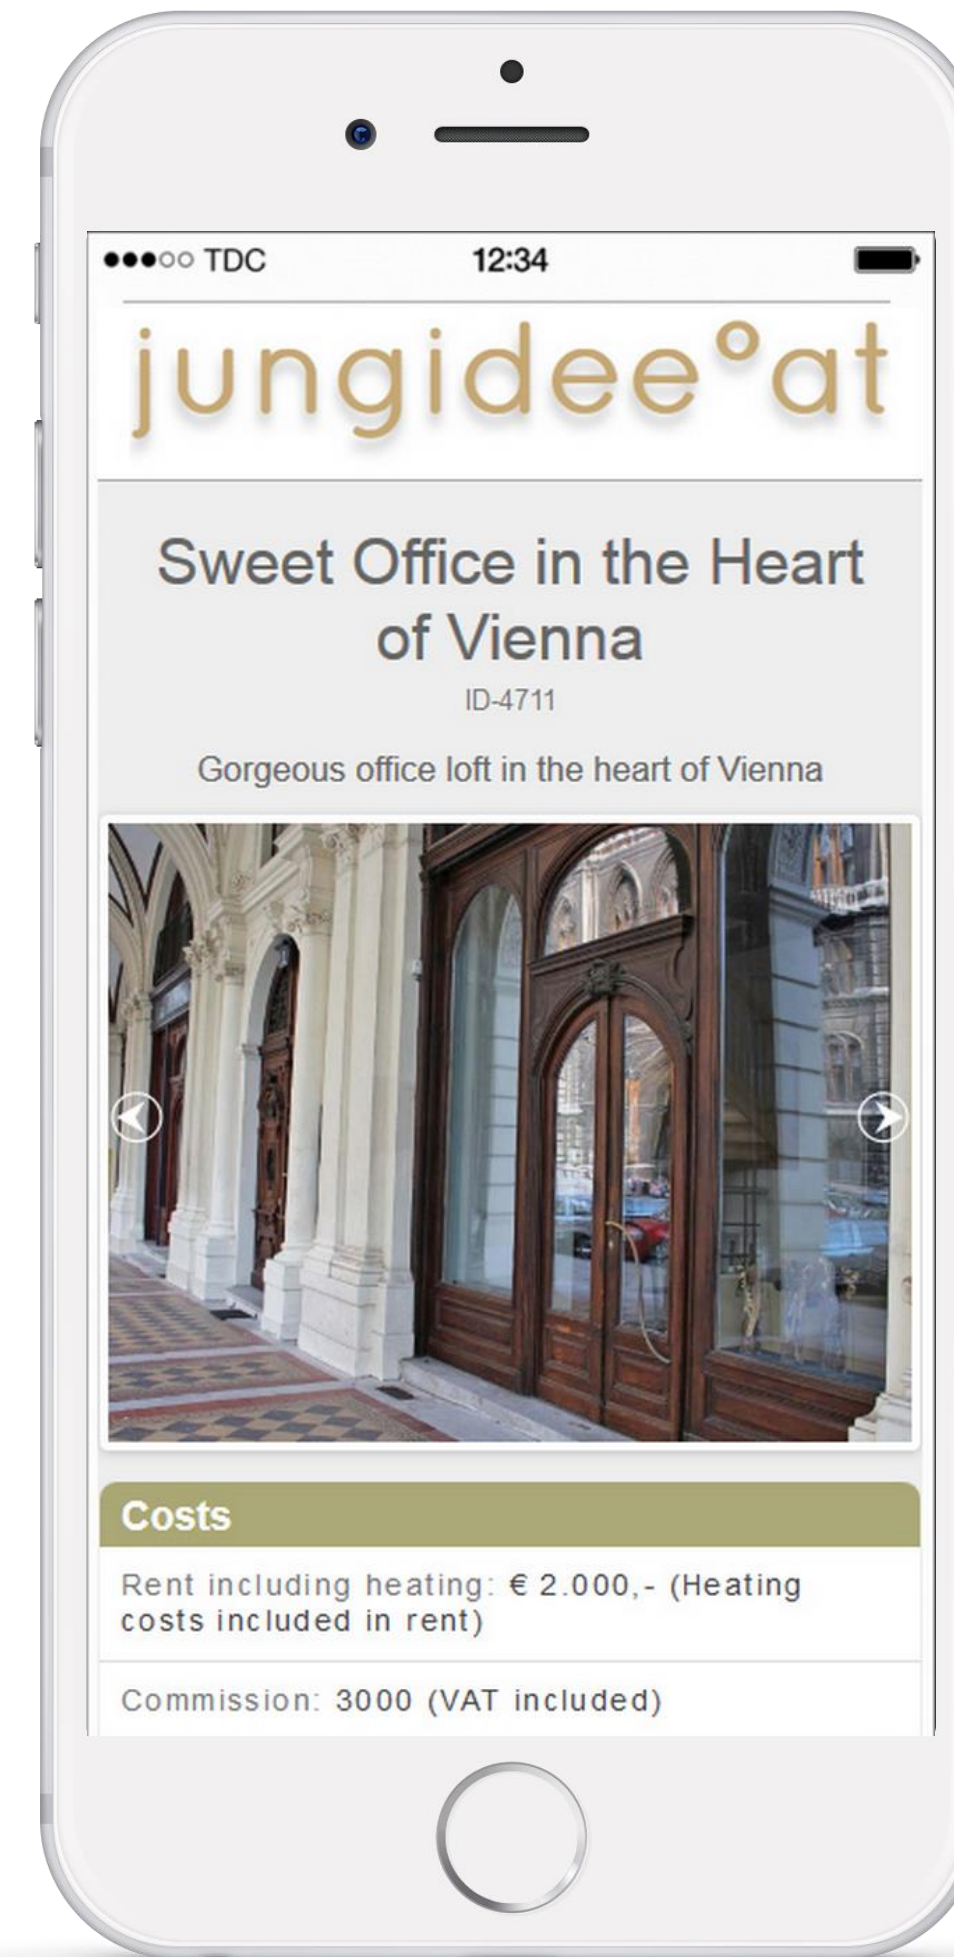 ●●●○○ TDC 12:34
jungidee°at
Sweet Office in the Heart
of Vienna
ID-4711
Gorgeous office loft in the heart of Vienna
Costs
Rent including heating: € 2.000,- (Heating
costs included in rent)
Commission: 3000 (VAT included)